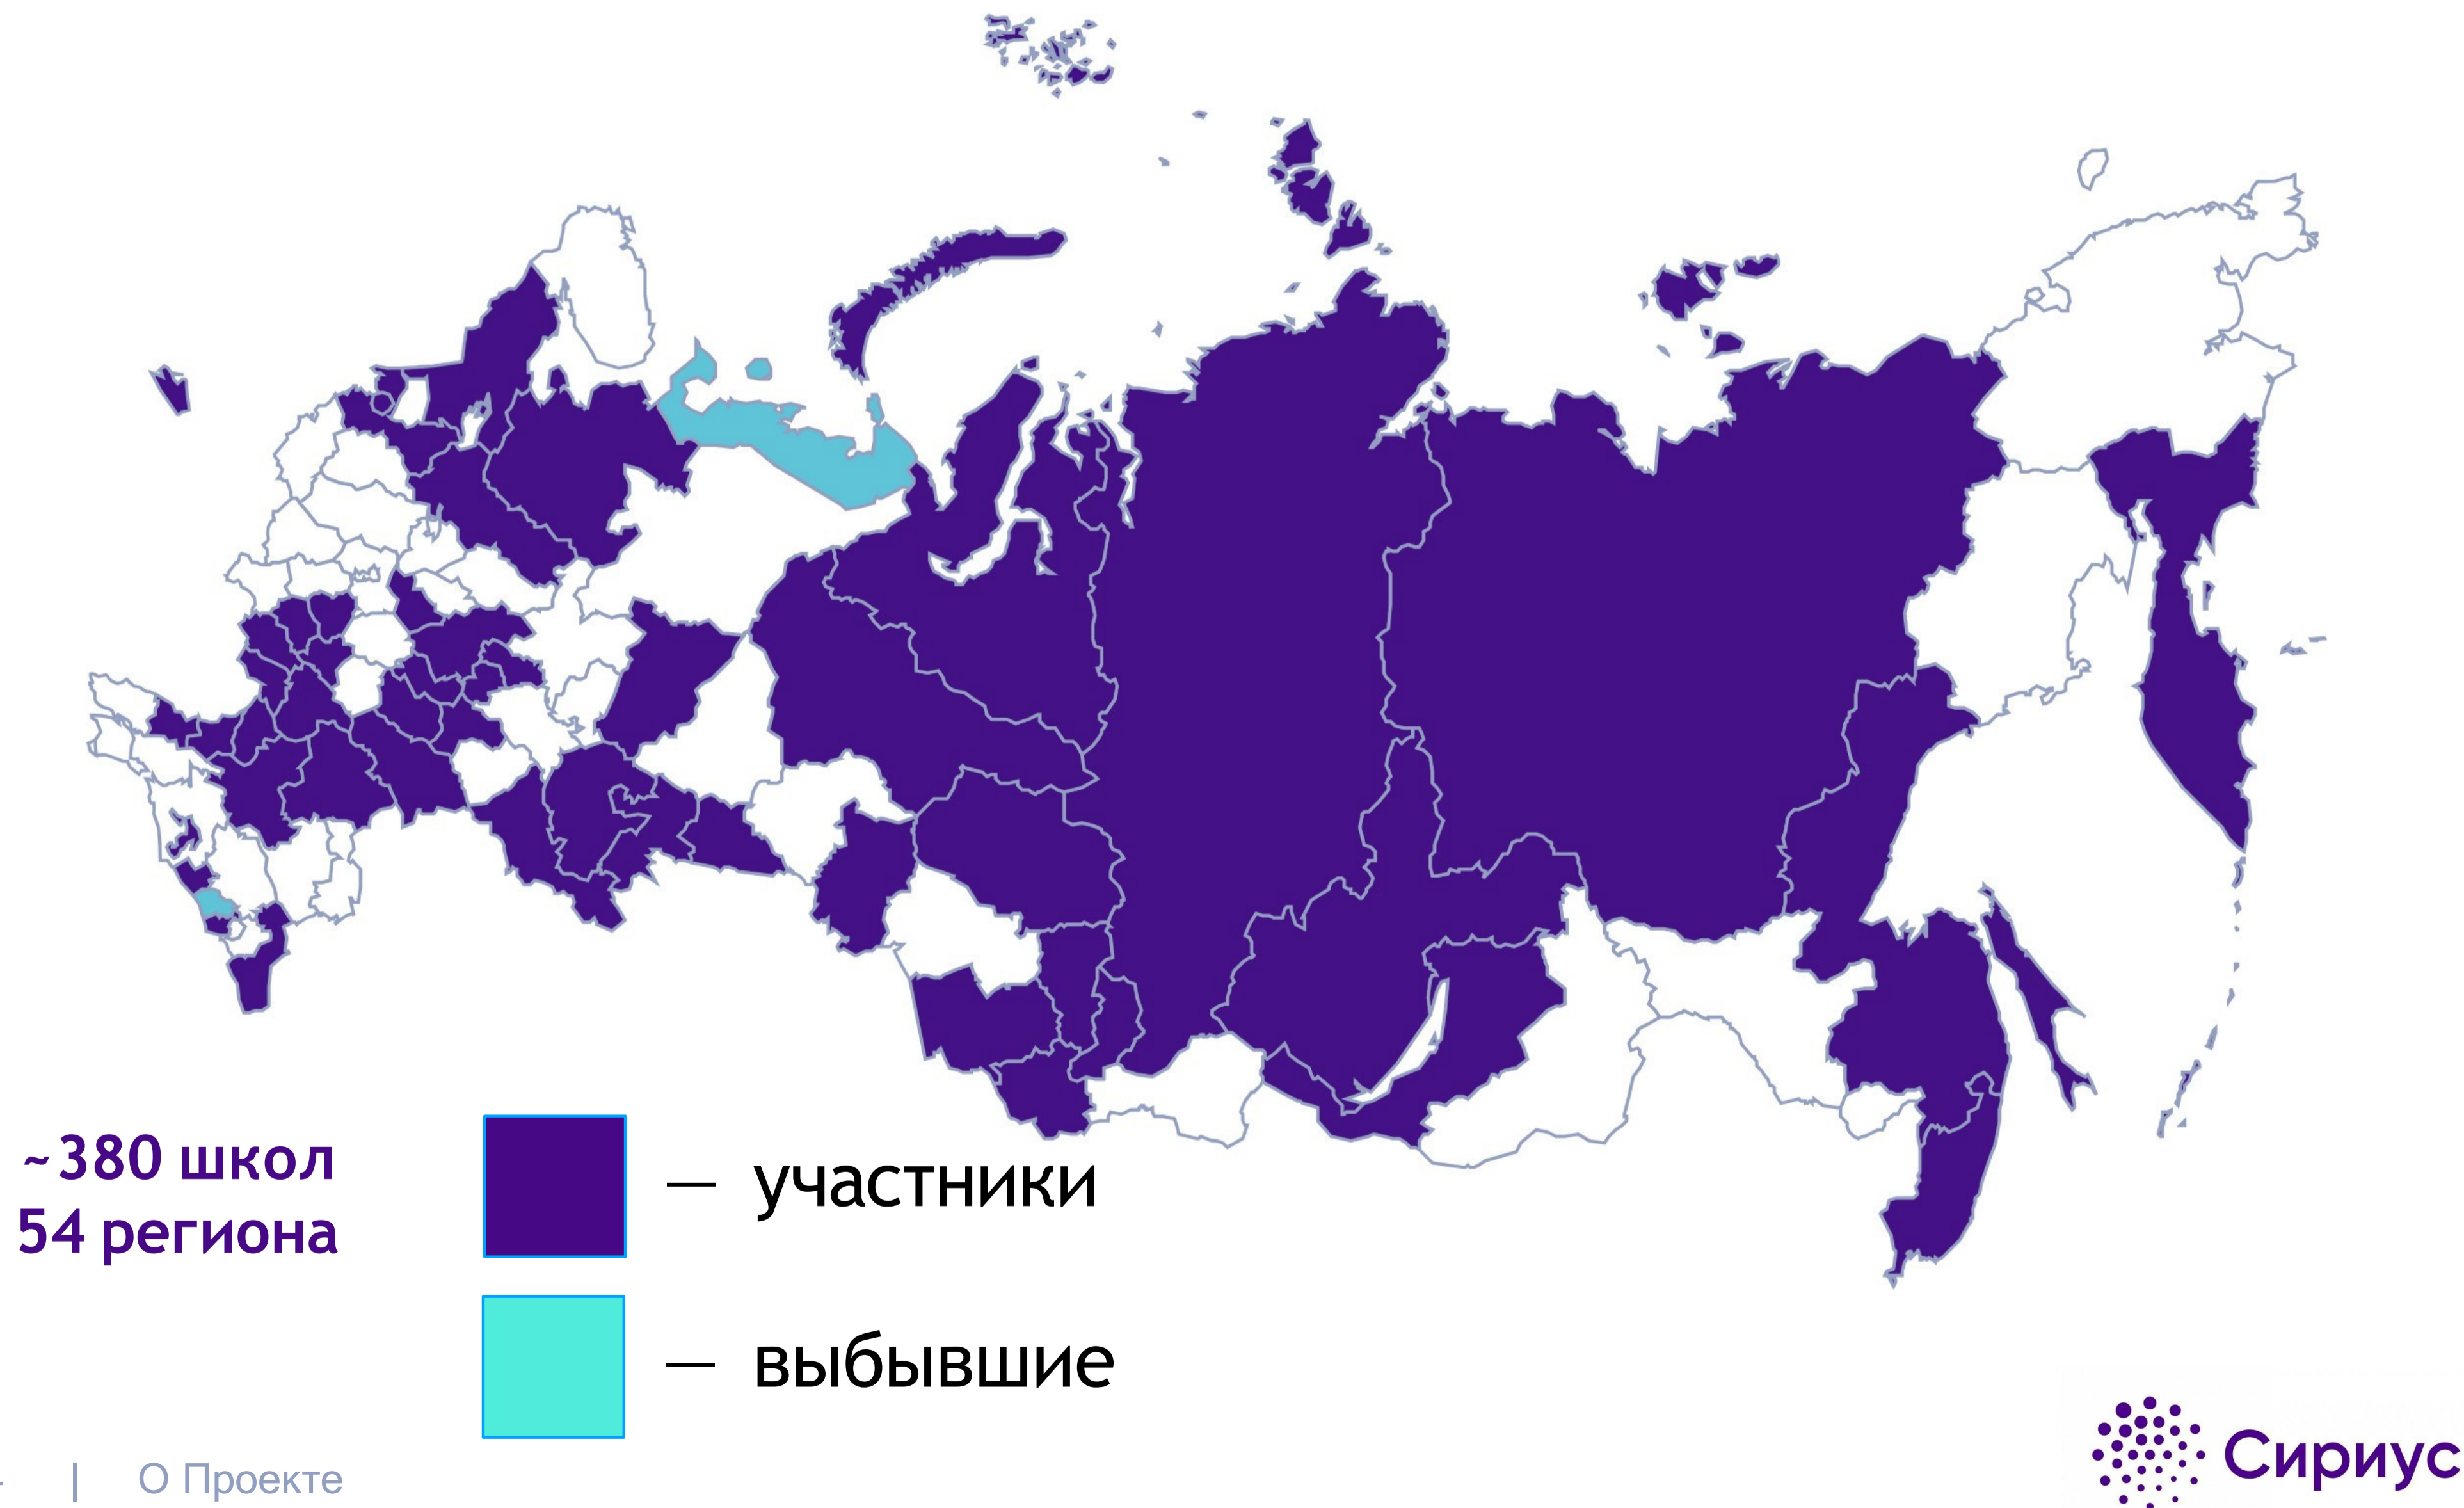 ~380 школ
54 региона
— участники
— выбывшие
| О Проекте
Сириус